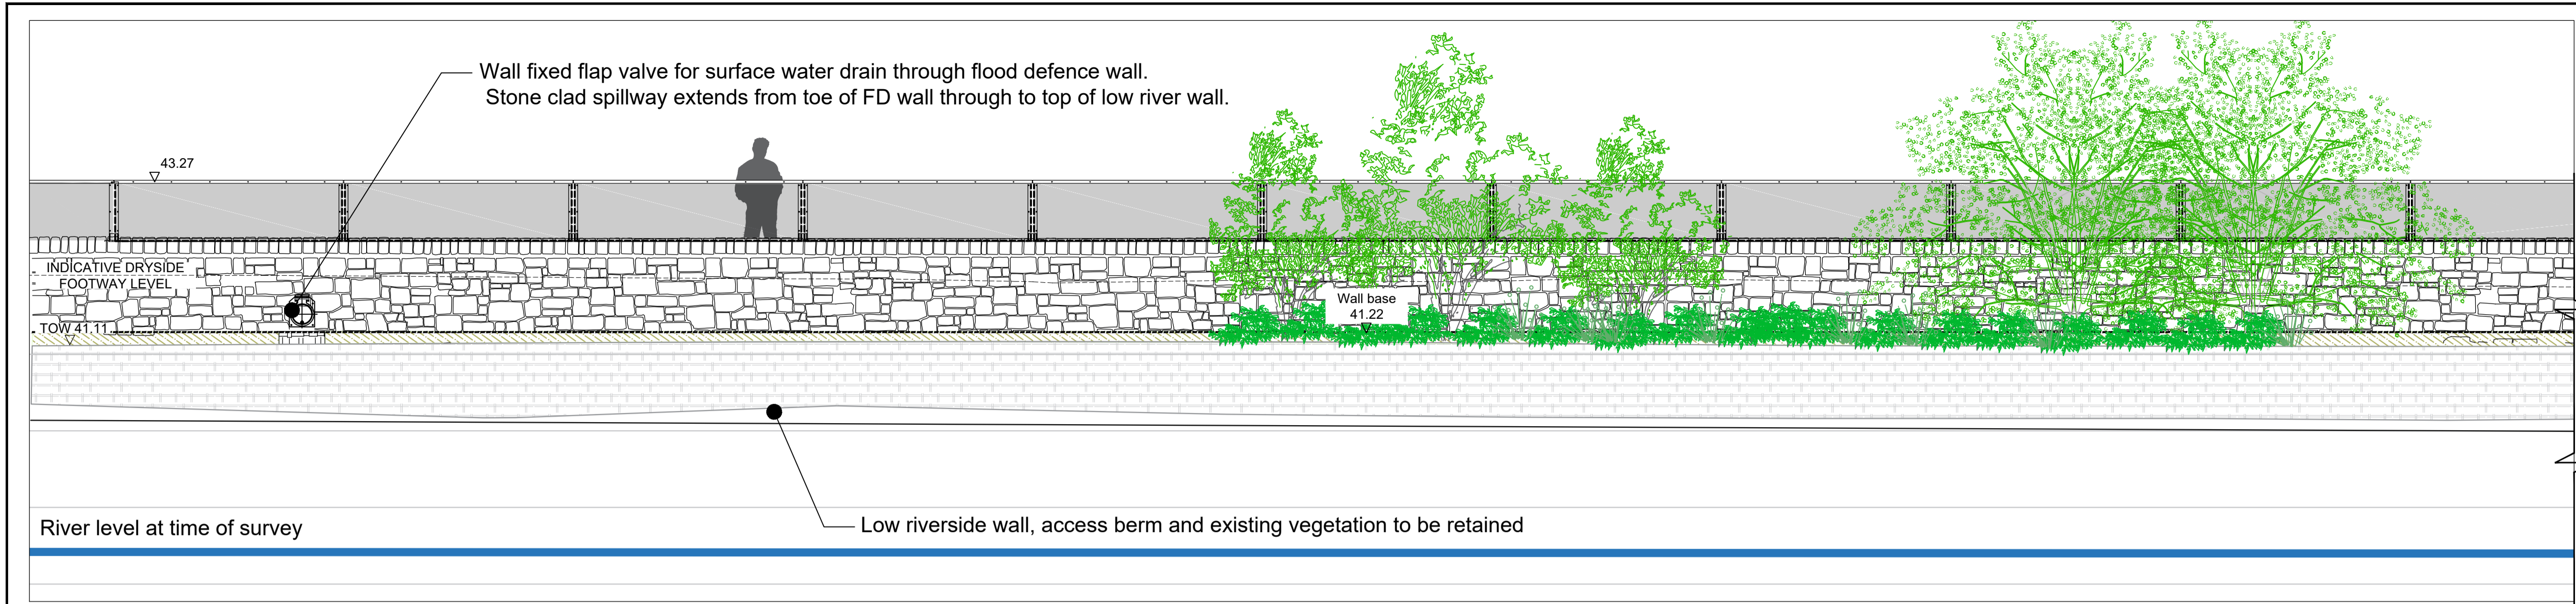 Wall fixed flap valve for surface water drain through flood defence wall.
Stone clad spillway extends from toe of FD wall through to top of low river wall.
43.27
INDICATIVE DRYSIDE
FOOTWAY LEVEL
Wall base
41.22
TOW 41.11
River level at time of survey
Low riverside wall, access berm and existing vegetation to be retained